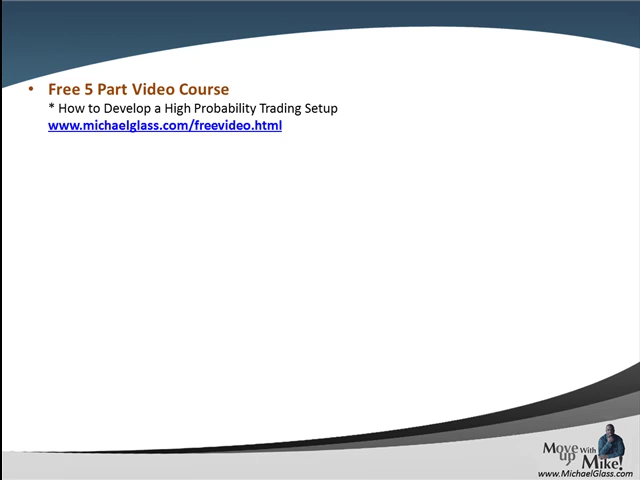 • Free 5 Part Video Course
* How to Develop a High Probability Trading Setup
www.michaelglass.com/freevideo.html
Move up With Mike!
www.MichaelGlass.com